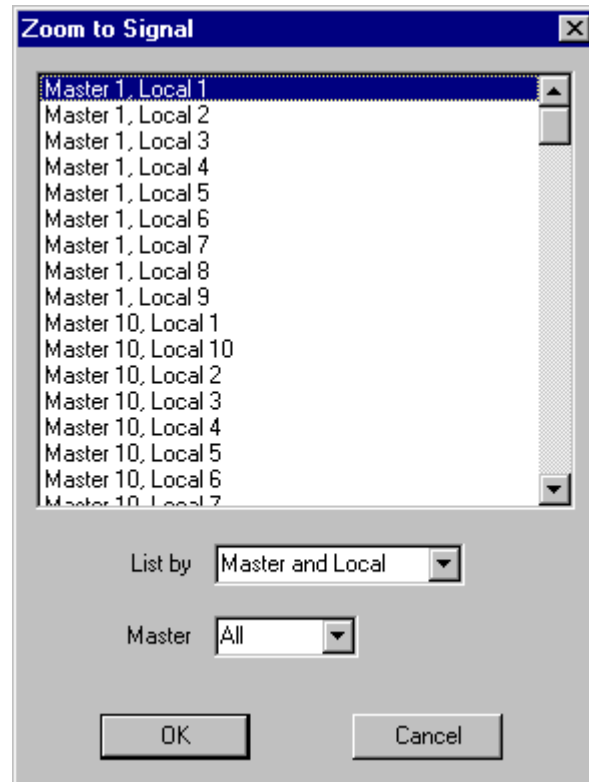 Zoom to Signal
Master 1, Local 1
Master 1, Local 2
Master 1, Local 3
Master 1, Local 4
Master 1, Local 5
Master 1, Local 6
Master 1, Local 7
Master 1, Local 8
Master 1, Local 9
Master 10, Local 1
Master 10, Local 10
Master 10, Local 2
Master 10, Local 3
Master 10, Local 4
Master 10, Local 5
Master 10, Local 6
Master 10, Local 7
List by Master and Local
Master All
OK Cancel